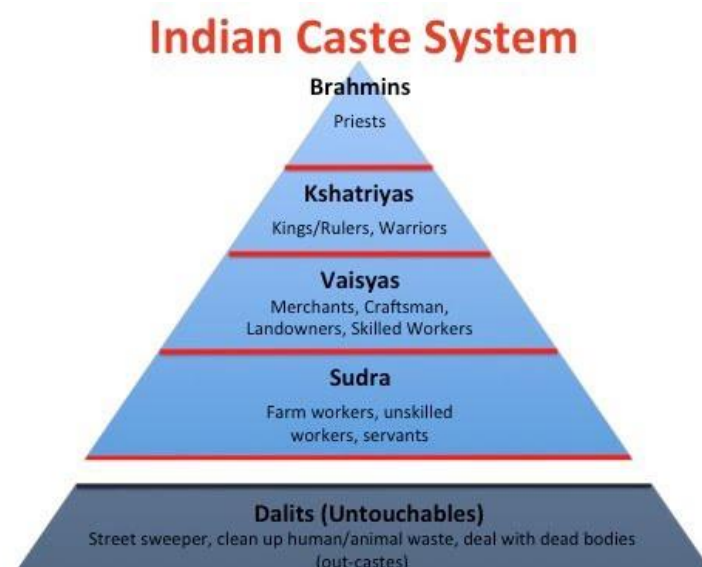 Indian Caste System
Brahmins
Priests
Kshatriyas
Kings/Rulers, Warriors
Vaisyas
Merchants, Craftsman,
Landowners, Skilled Workers
Sudra
Farm workers, unskilled
workers, servants
Dalits (Untouchables)
Street sweeper, clean up human/animal waste, deal with dead bodies
(out-castes)